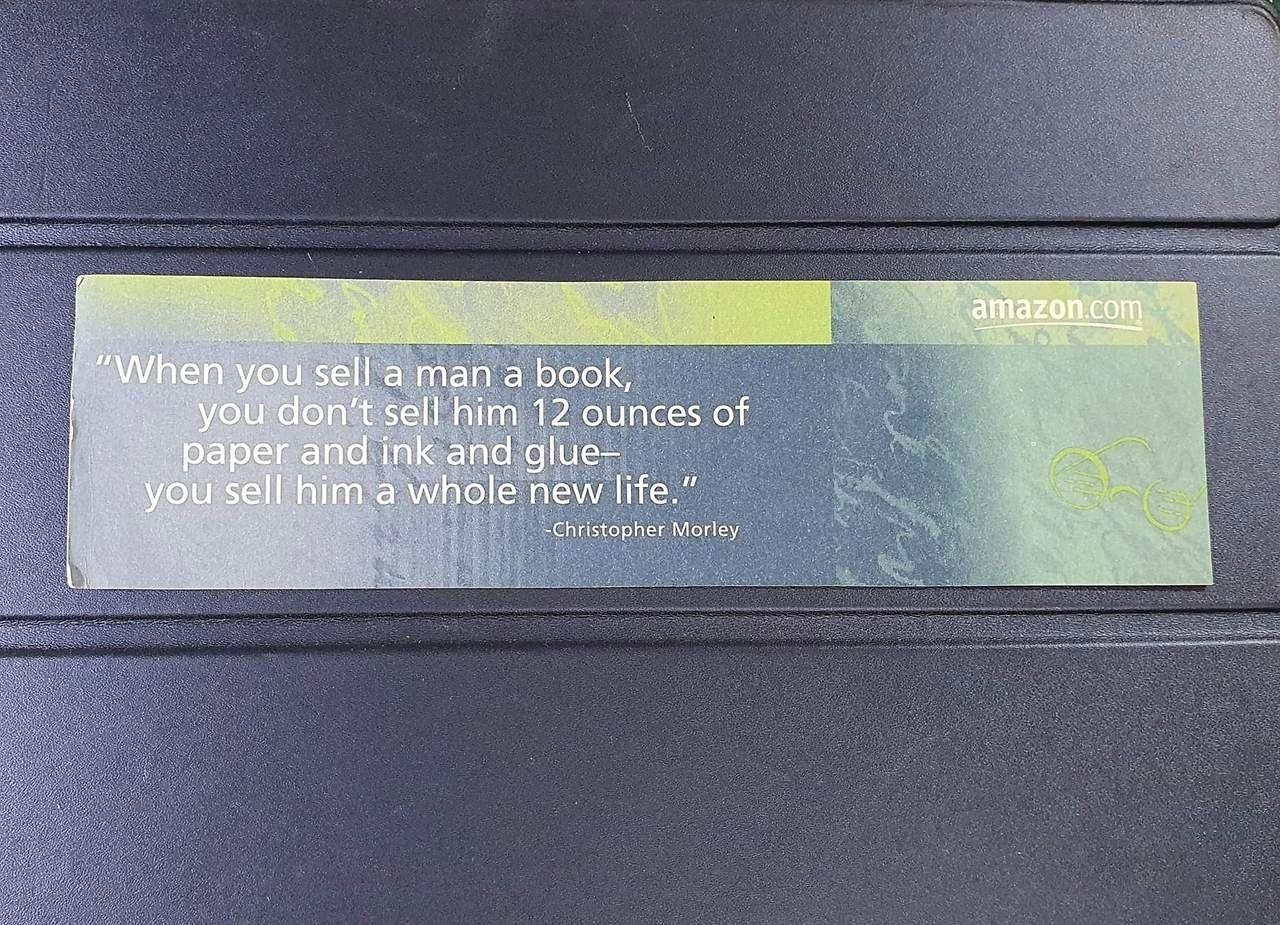 amazon.com
“When you sell a man a book,
you don’t sell him 12 ounces of
paper and ink and glue–
you sell him a whole new life.”
-Christopher Morley